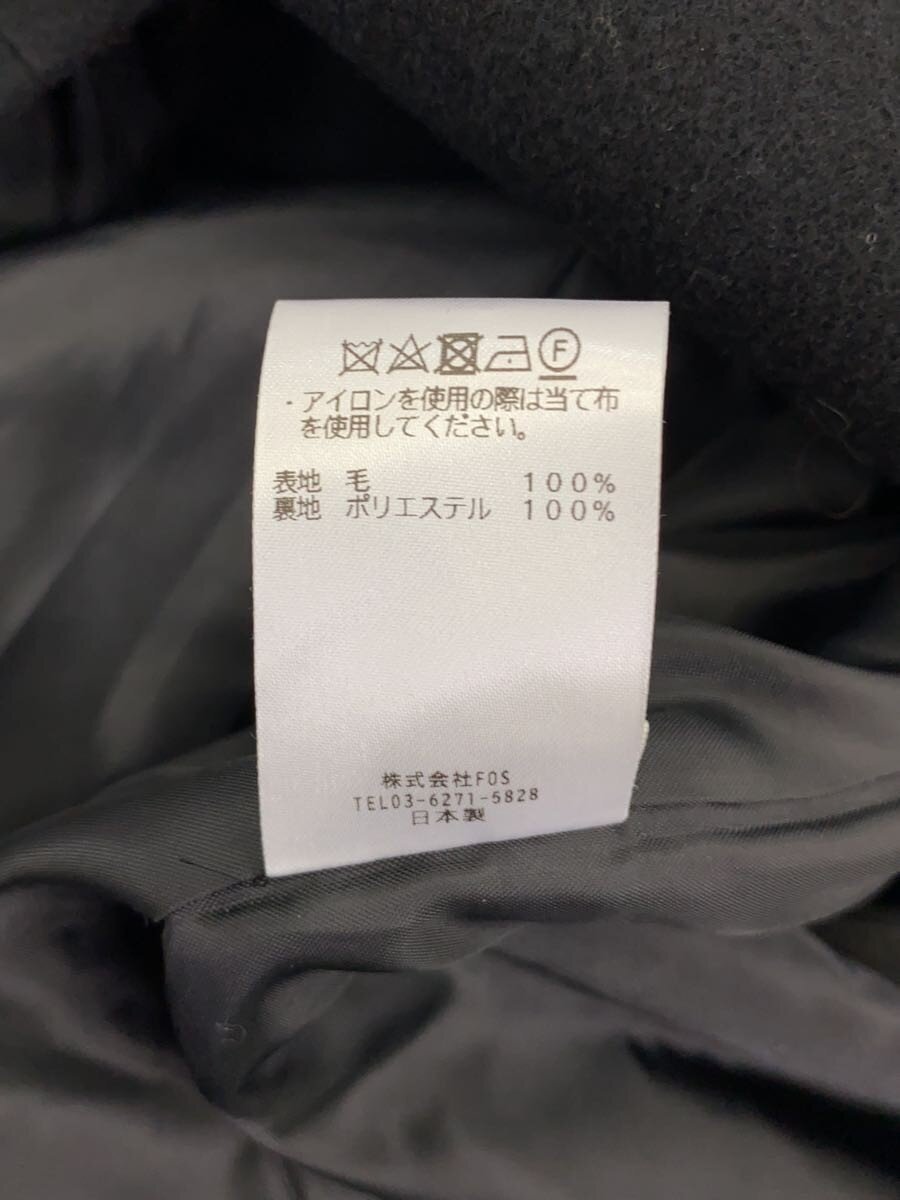 F
・アイロンを使用の際は当て布
を使用してください。
表地 毛 100%
裏地 ポリエステル 100%
株式会社FOS
TEL03-6271-5828
日本製